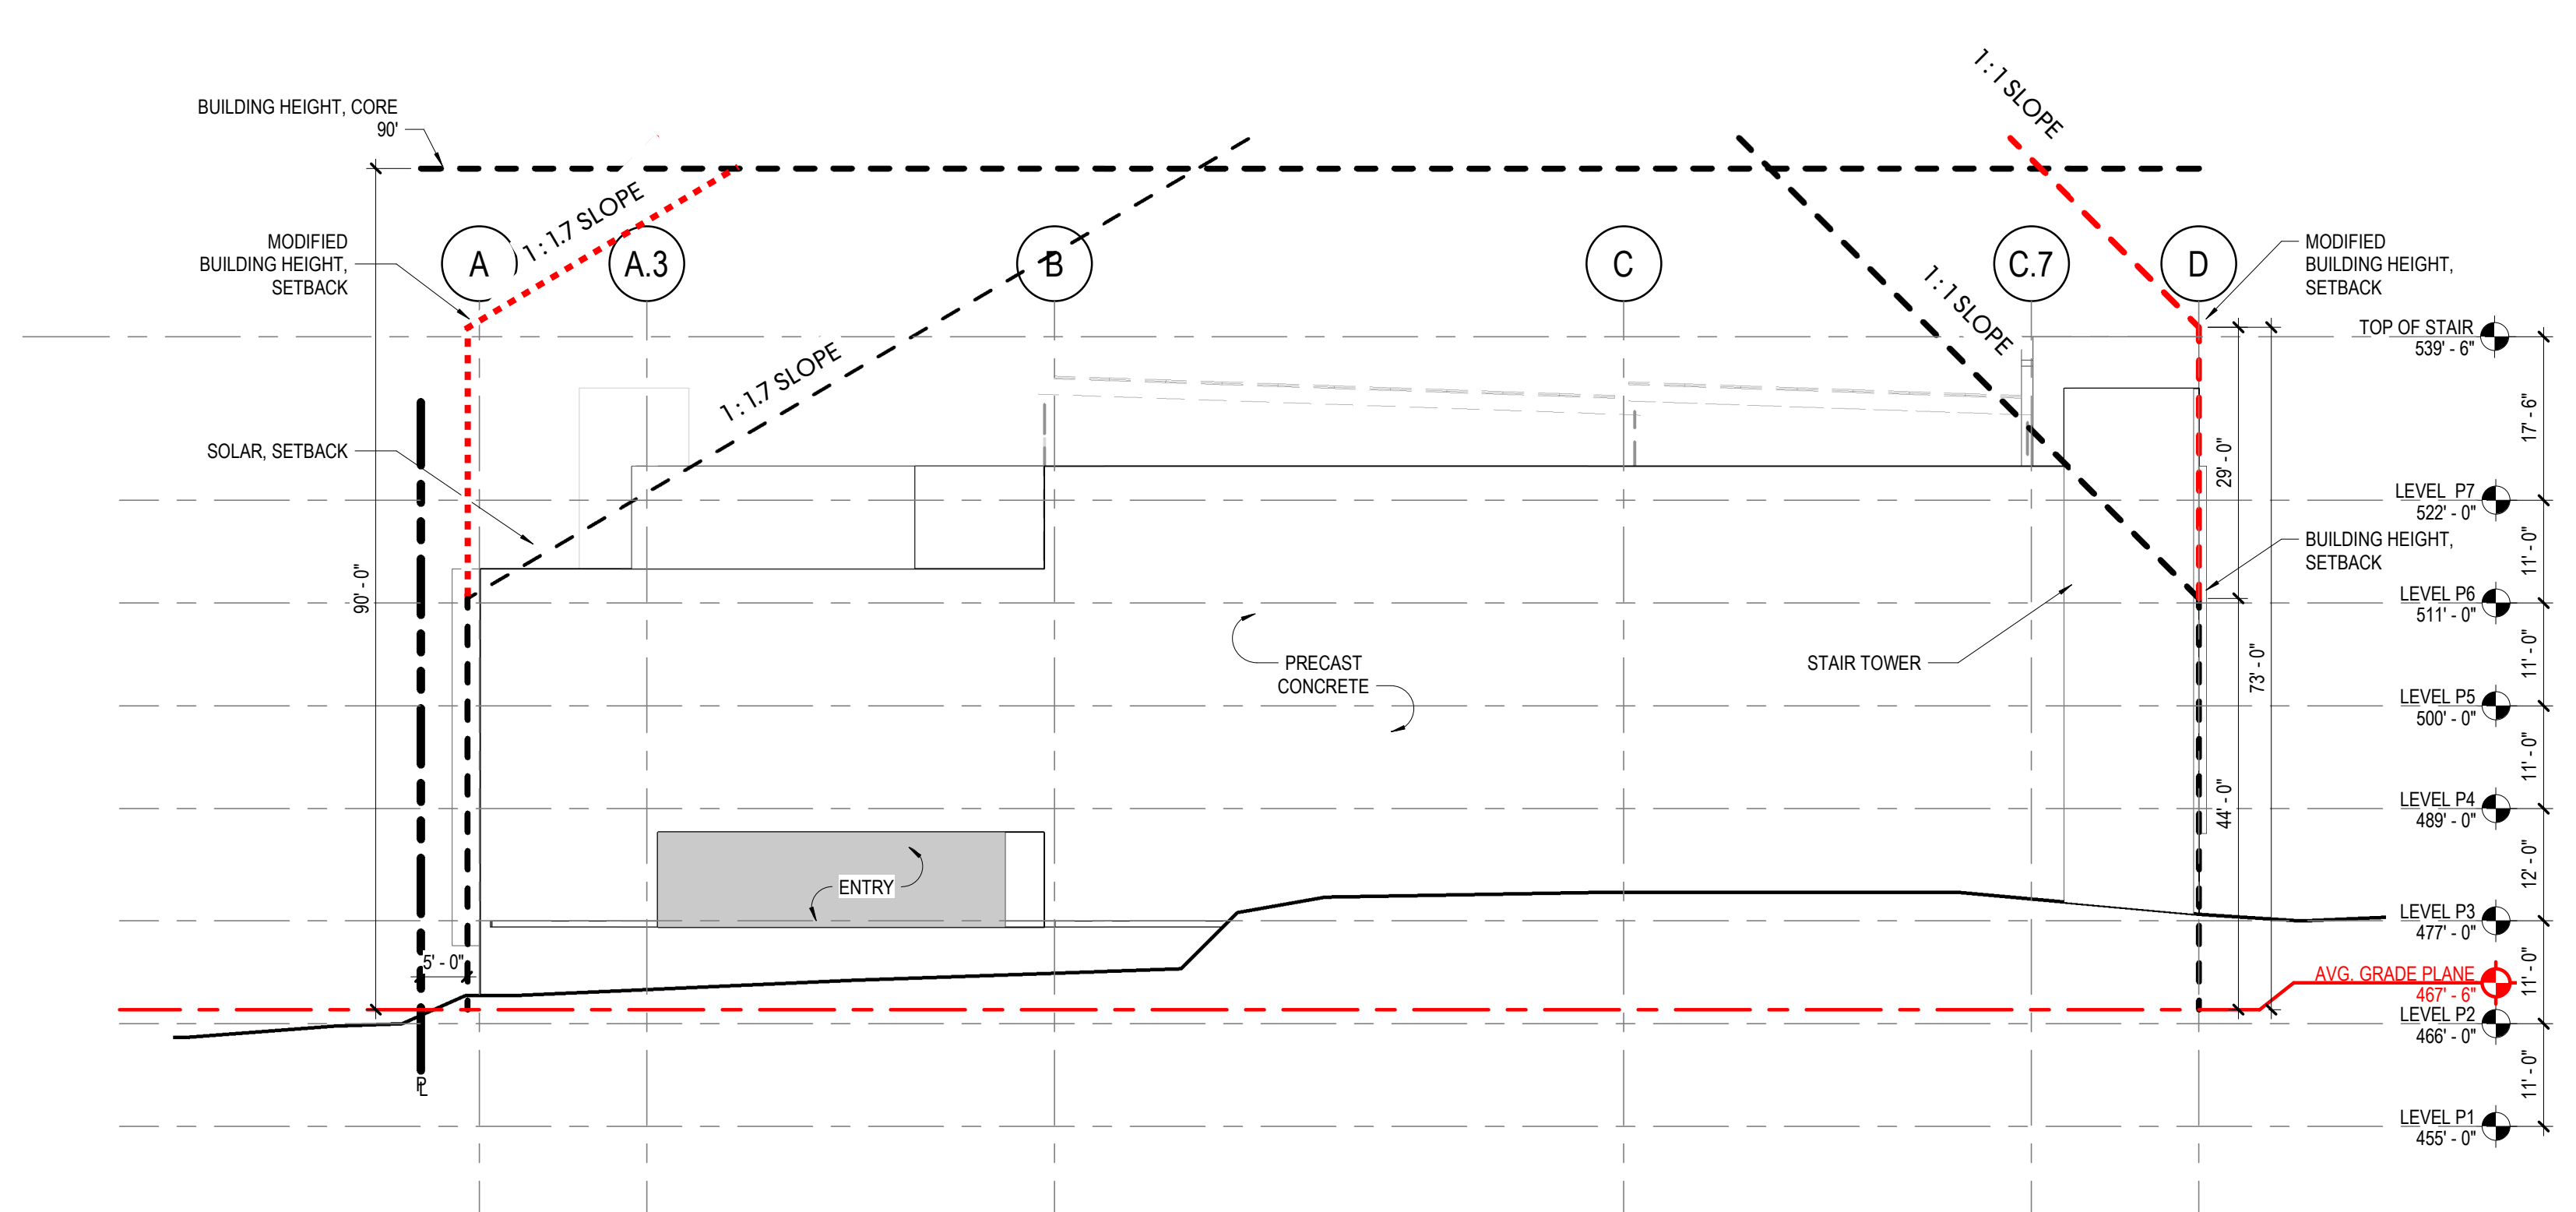 1 : 1 SLOPE
BUILDING HEIGHT, CORE
90'
1 : 1.7 SLOPE
MODIFIED
BUILDING HEIGHT,
SETBACK
A
A.3
B
C
C.7
D
MODIFIED
BUILDING HEIGHT,
SETBACK
1 : 1 SLOPE
1 : 1.7 SLOPE
TOP OF STAIR
539' - 6"
17' - 6"
SOLAR, SETBACK
29' - 0"
LEVEL P7
522' - 0"
11' - 0"
BUILDING HEIGHT,
SETBACK
90' - 0"
LEVEL P6
511' - 0"
11' - 0"
PRECAST
CONCRETE
STAIR TOWER
73' - 0"
LEVEL P5
500' - 0"
11' - 0"
44' - 0"
LEVEL P4
489' - 0"
12' - 0"
ENTRY
LEVEL P3
477' - 0"
5' - 0"
AVG. GRADE PLANE
467' - 6"
11' - 0"
LEVEL P2
466' - 0"
PL
11' - 0"
LEVEL P1
455' - 0"